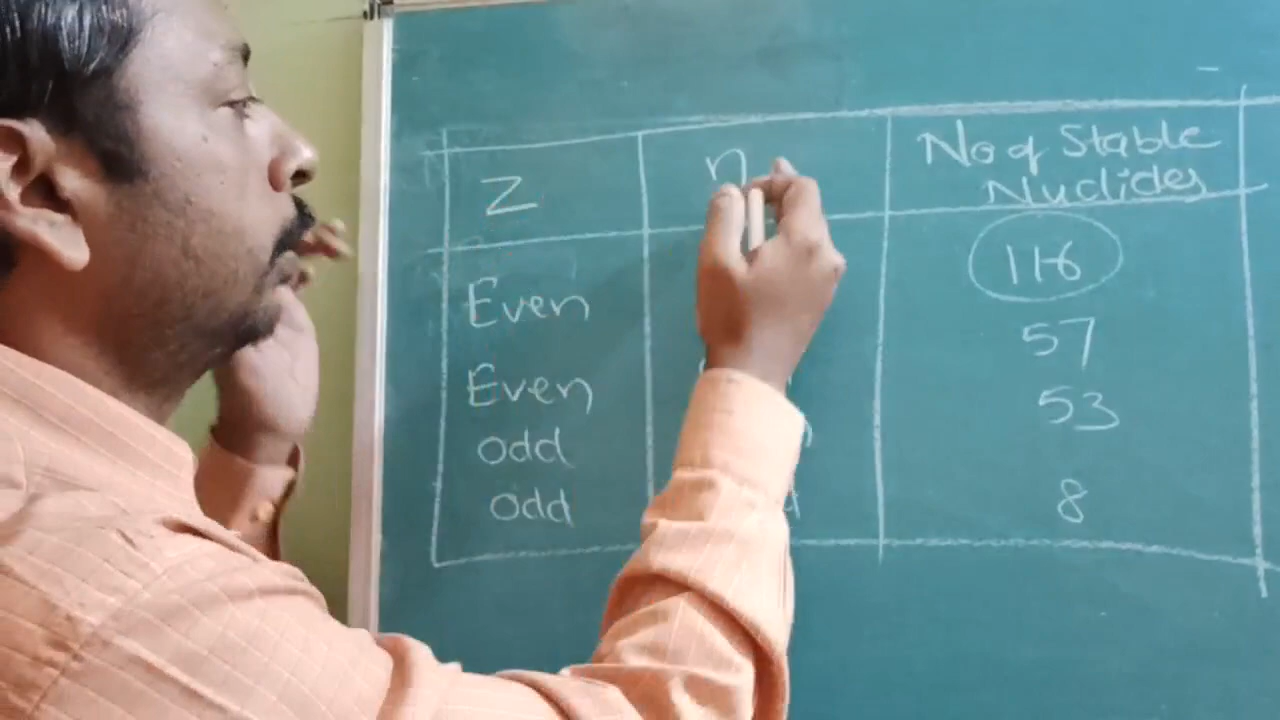 Z n No of Stable Nuclides
Even 116
Even 57
odd 53
odd 8